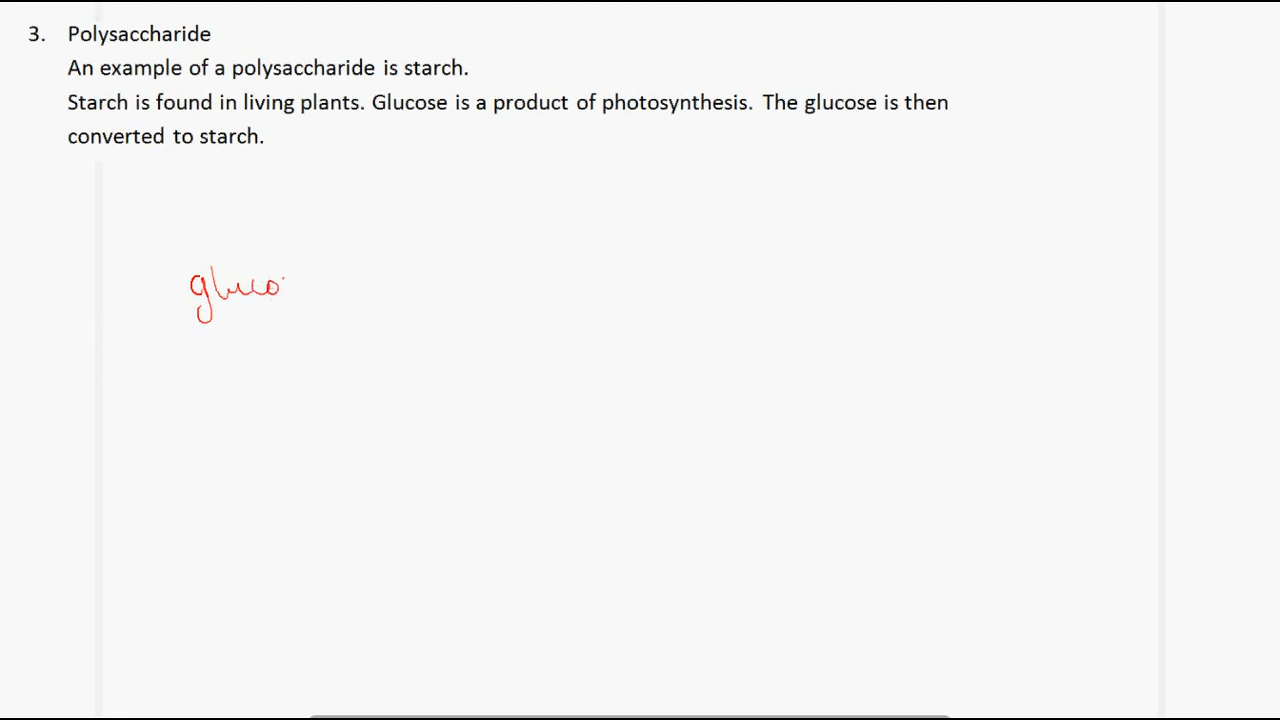 3. Polysaccharide
An example of a polysaccharide is starch.
Starch is found in living plants. Glucose is a product of photosynthesis. The glucose is then
converted to starch.
gluco